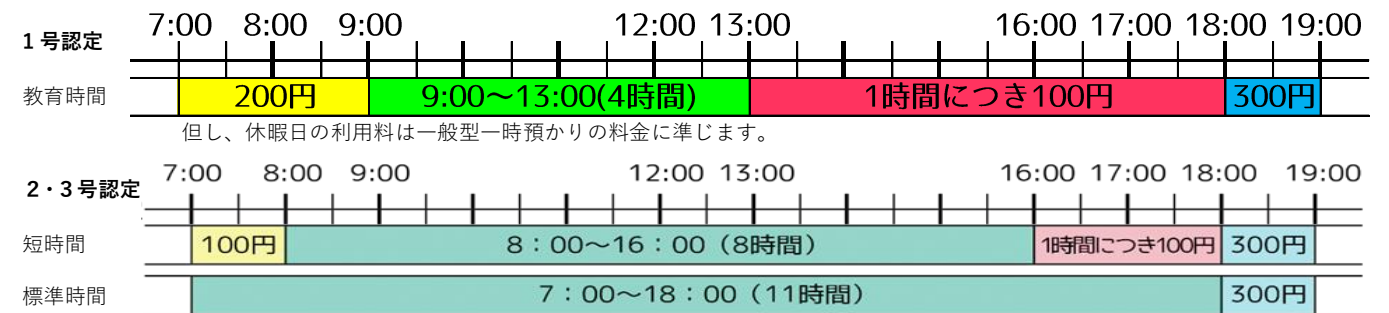 7:00 8:00 9:00 12:00 13:00 16:00 17:00 18:00 19:00
1号認定
教育時間 200円 9:00～13:00(4時間) 1時間につき100円 300円
但し、休暇日の利用料は一般型一時預かりの料金に準じます。
7:00 8:00 9:00 12:00 13:00 16:00 17:00 18:00 19:00
2・3号認定
短時間 100円 8：00～16：00（8時間） 1時間につき100円 300円
標準時間 7：00～18：00（11時間） 300円